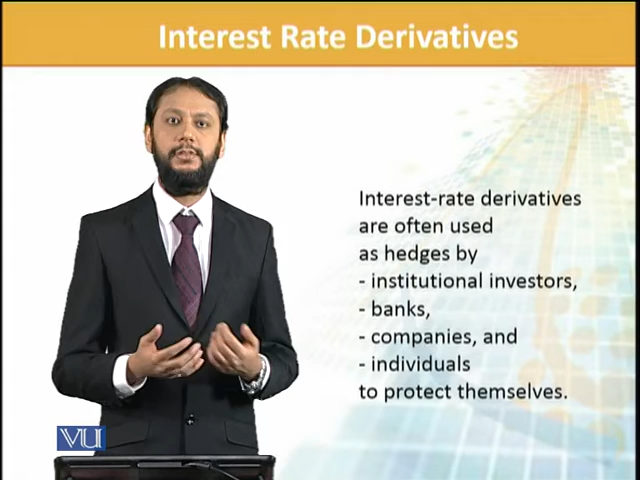 Interest Rate Derivatives
Interest-rate derivatives
are often used
as hedges by
- institutional investors,
- banks,
- companies, and
- individuals
to protect themselves.
VU